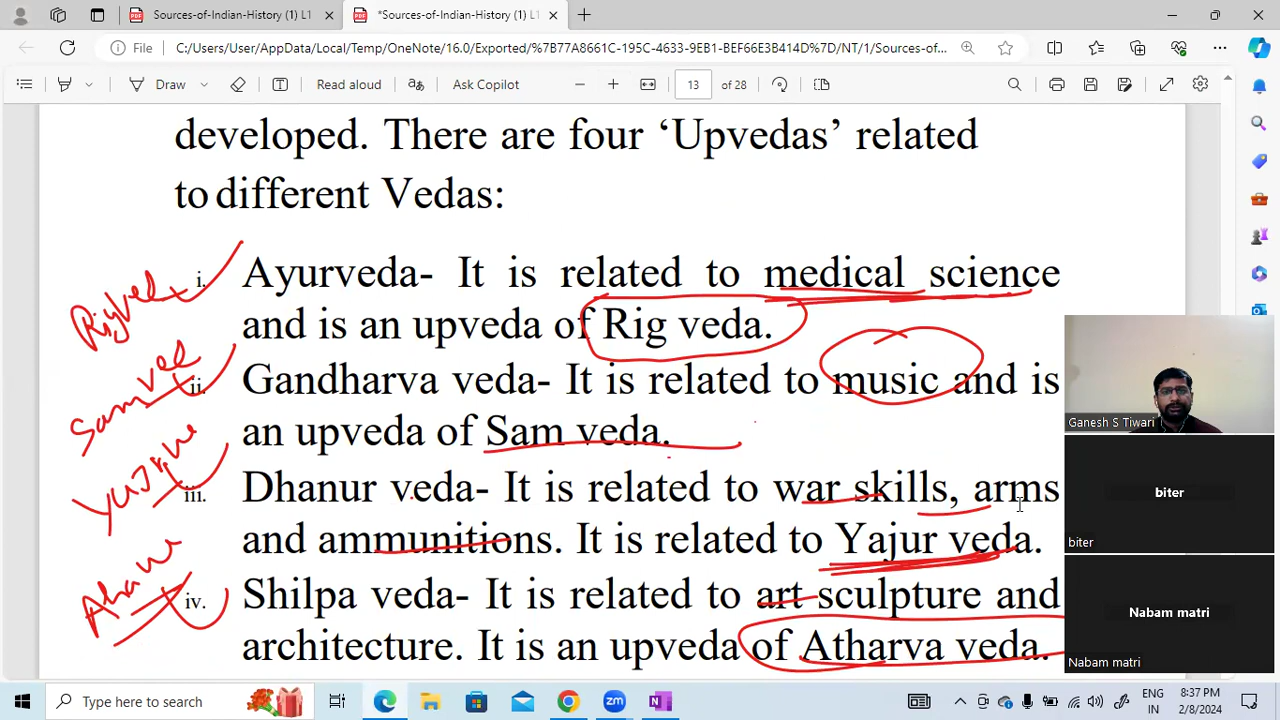 Sources-of-Indian-History (1) L1
*Sources-of-Indian-History (1) L1
File
C:/Users/User/AppData/Local/Temp/OneNote/16.0/Exported/%7B77A8661C-195C-4633-9EB1-BEF66E3B414D%7D/NT/1/Sources-of...
Draw
Read aloud
Ask Copilot
13 of 28
developed. There are four ‘Upvedas’ related
to different Vedas:
i. Ayurveda- It is related to medical science
and is an upveda of Rig veda.
ii. Gandharva veda- It is related to music and is
an upveda of Sam veda.
iii. Dhanur veda- It is related to war skills, arms
and ammunitions. It is related to Yajur veda.
iv. Shilpa veda- It is related to art sculpture and
architecture. It is an upveda of Atharva veda.
Rigved
Samved
Ganesh S Tiwari
biter
biter
Nabam matri
Nabam matri
Type here to search
ENG
IN
8:37 PM
2/8/2024